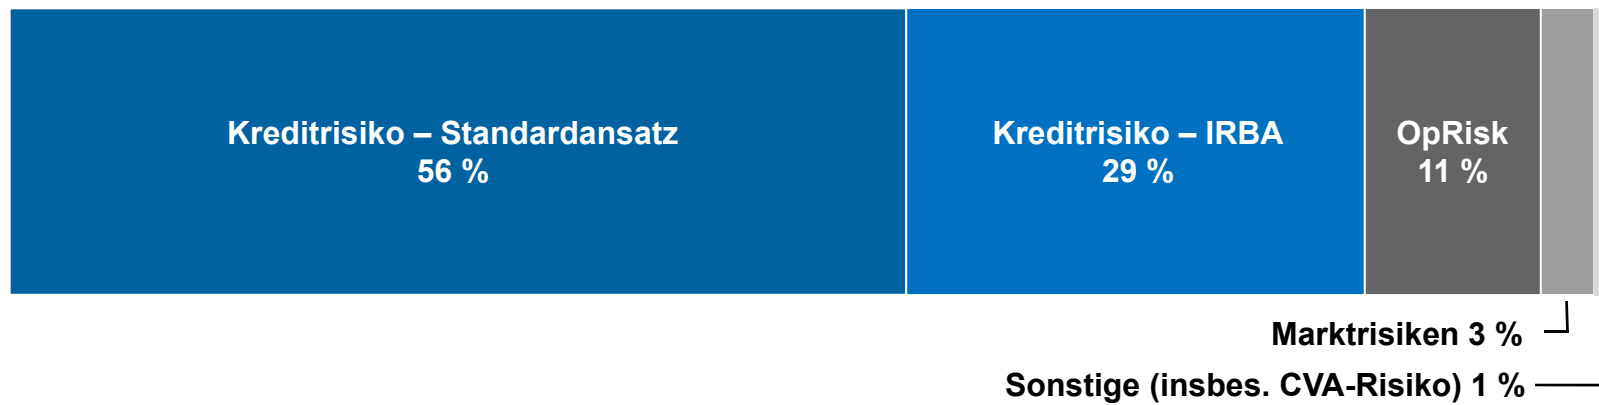 Kreditrisiko – Standardansatz
56 %
Kreditrisiko – IRBA
29 %
OpRisk
11 %
Marktrisiken 3 %
Sonstige (insbes. CVA-Risiko) 1 %